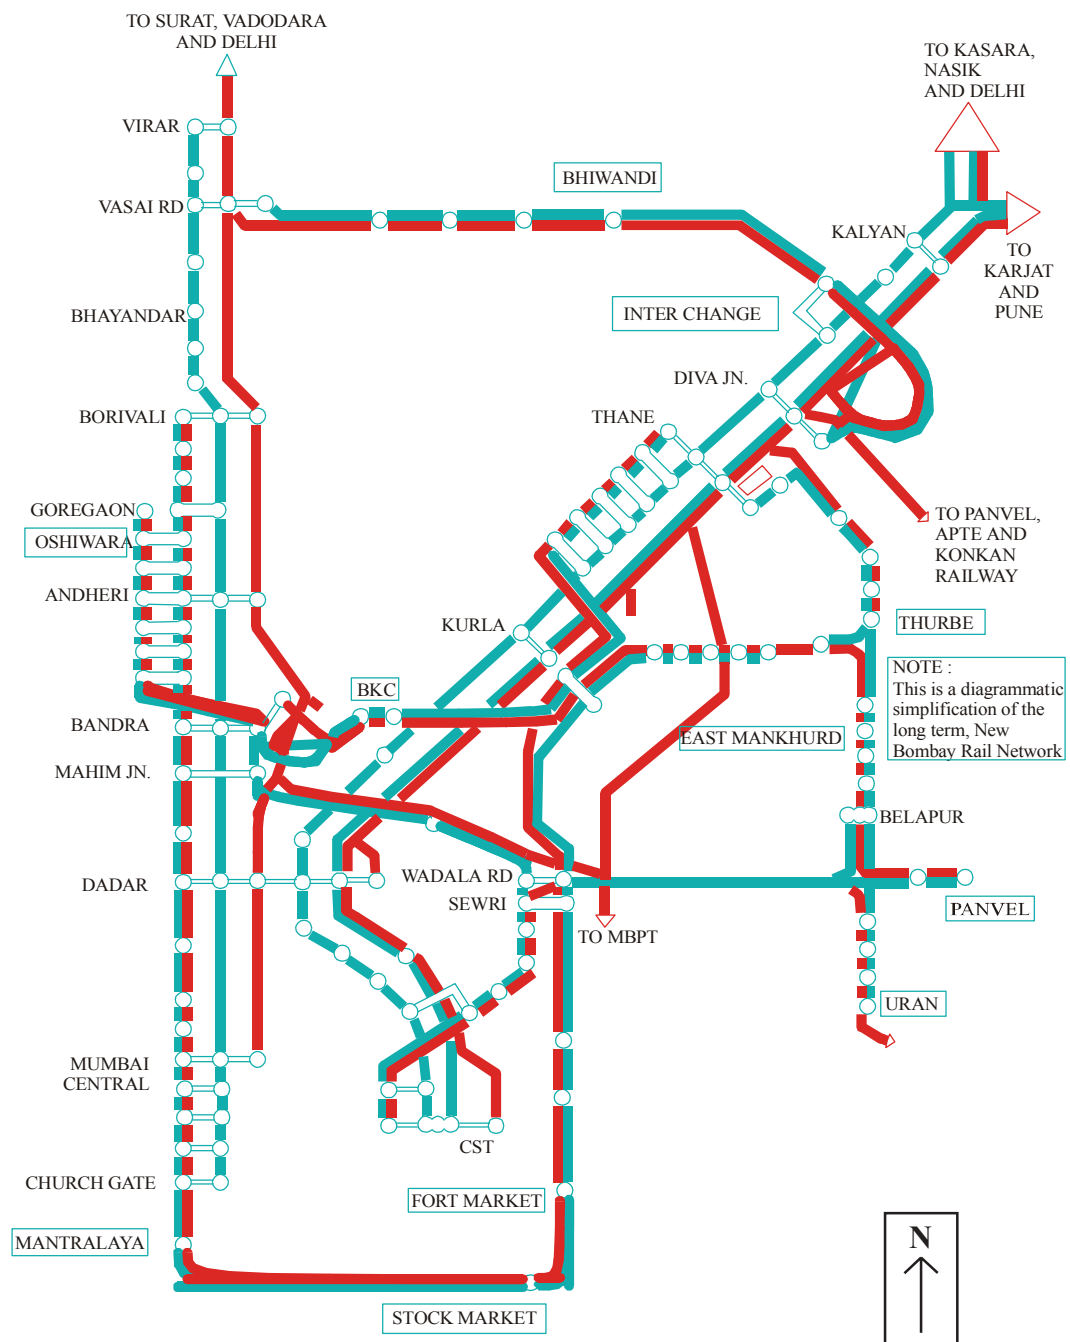 TO SURAT, VADODARA
AND DELHI
TO KASARA,
NASIK
AND DELHI
VIRAR
BHIWANDI
VASAI RD
KALYAN
TO
KARJAT
AND
PUNE
INTER CHANGE
BHAYANDAR
DIVA JN.
BORIVALI
THANE
GOREGAON
OSHIWARA
TO PANVEL,
APTE AND
KONKAN
RAILWAY
ANDHERI
KURLA
THURBE
NOTE :
This is a diagrammatic
simplification of the
long term, New
Bombay Rail Network
BKC
BANDRA
EAST MANKHURD
MAHIM JN.
BELAPUR
DADAR
WADALA RD
SEWRI
PANVEL
TO MBPT
URAN
MUMBAI
CENTRAL
CST
CHURCH GATE
FORT MARKET
MANTRALAYA
N
STOCK MARKET